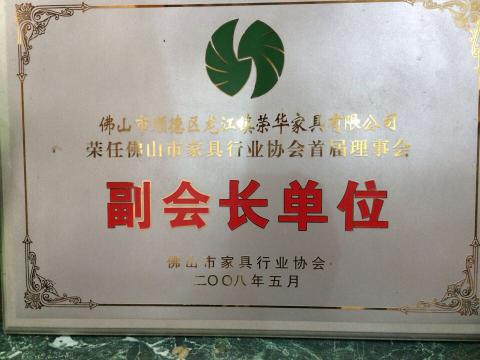 佛山市顺德区龙江镇荣华家具有限公司
荣任佛山市家具行业协会首届理事会
副会长单位
佛山市家具行业协会
二〇〇八年五月